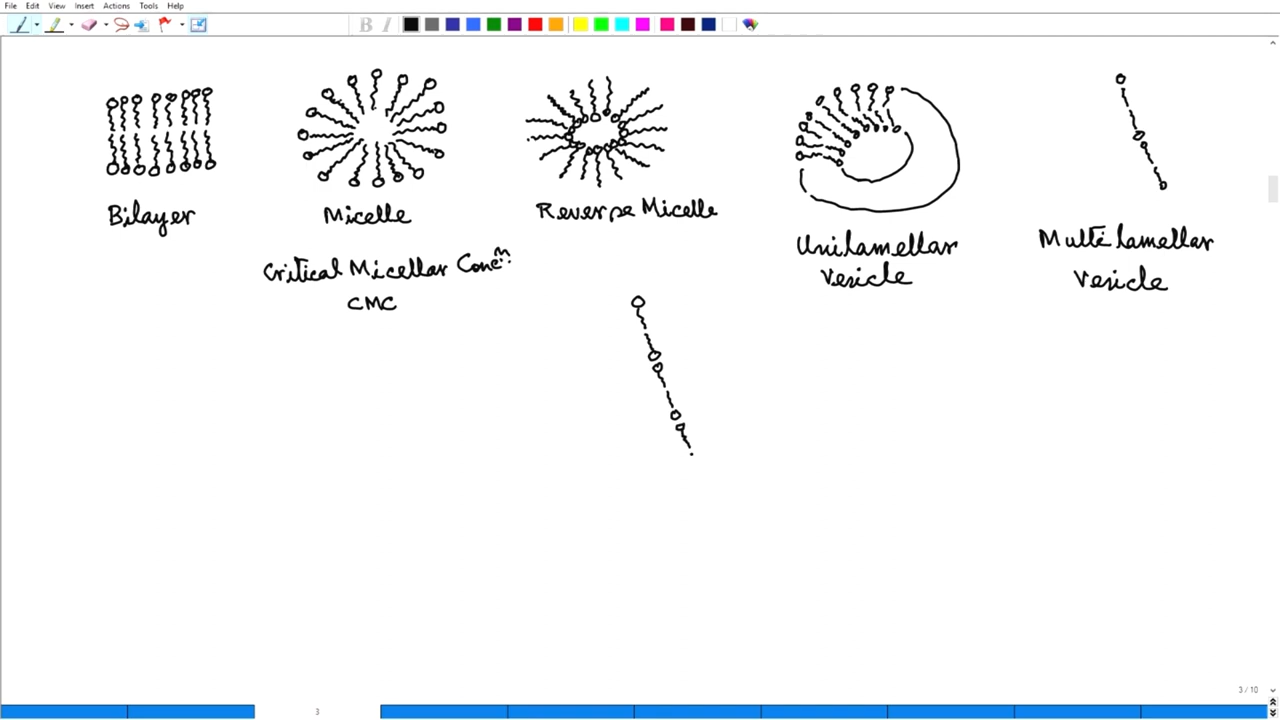 File Edit View Insert Actions Tools Help
B I
Bilayer
Micelle
Reverse Micelle
Unilamellar
Vesicle
Multilamellar
Vesicle
Critical Micellar Concn
CMC
3 / 10
3